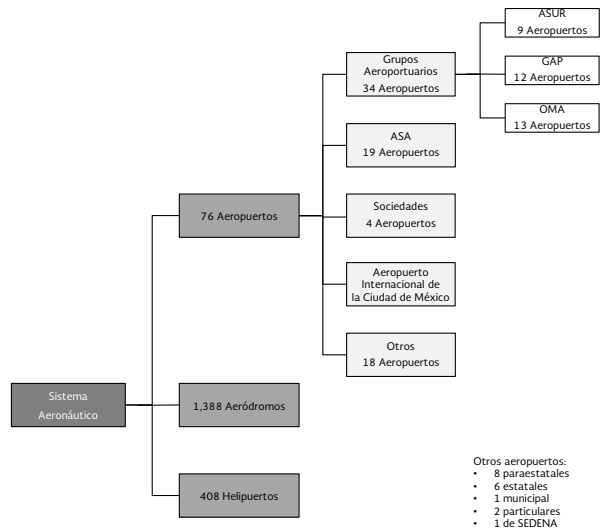 ASUR
9 Aeropuertos
Grupos
Aeroportuarios
34 Aeropuertos
GAP
12 Aeropuertos
OMA
13 Aeropuertos
ASA
19 Aeropuertos
76 Aeropuertos
Sociedades
4 Aeropuertos
Aeropuerto
Internacional de
la Ciudad de México
Otros
18 Aeropuertos
Sistema
Aeronáutico
1,388 Aeródromos
408 Helipuertos
Otros aeropuertos:
• 8 paraestatales
• 6 estatales
• 1 municipal
• 2 particulares
• 1 de SEDENA